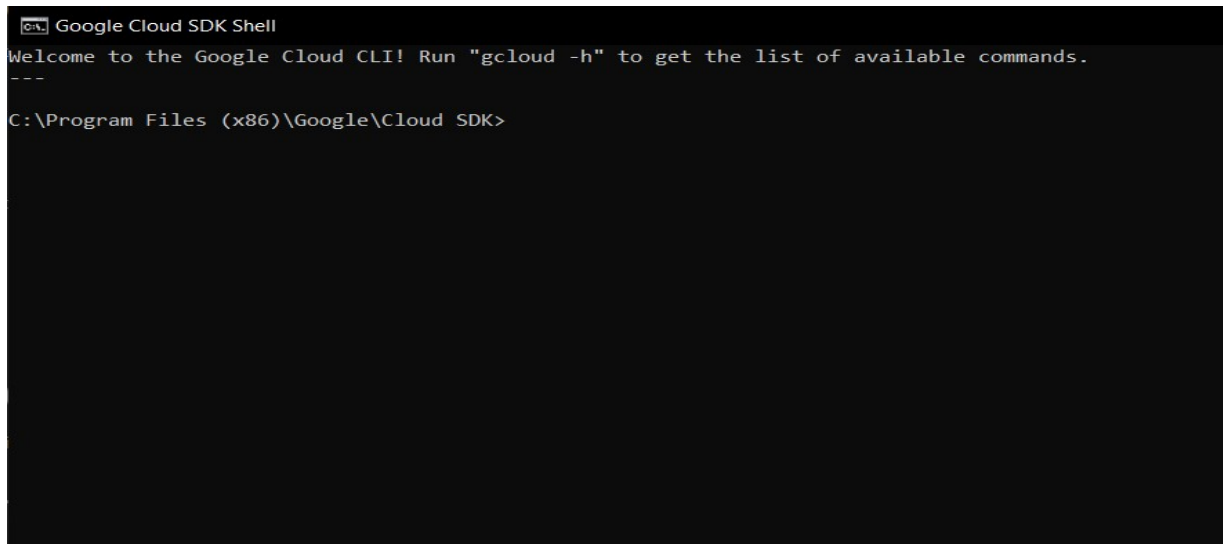 Google Cloud SDK Shell
Welcome to the Google Cloud CLI! Run "gcloud -h" to get the list of available commands.
---
C:\Program Files (x86)\Google\Cloud SDK>